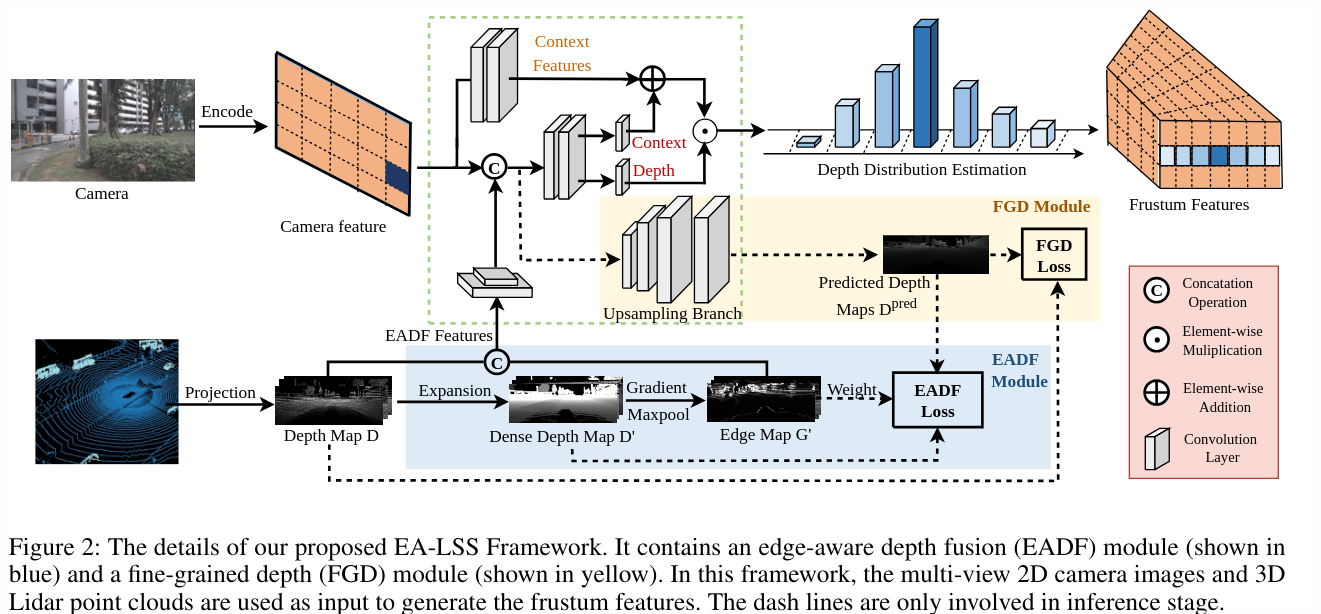 Context
Features
Encode
C
Context
Depth
Camera
Camera feature
Depth Distribution Estimation
Frustum Features
FGD Module
FGD
Loss
Predicted Depth
Maps D^pred
Upsampling Branch
C
Concatation
Operation
Element-wise
Muliplication
Element-wise
Addition
Convolution
Layer
EADF Features
C
EADF
Module
Projection
Expansion
Gradient
Maxpool
Weight
EADF
Loss
Depth Map D
Dense Depth Map D'
Edge Map G'
Figure 2: The details of our proposed EA-LSS Framework. It contains an edge-aware depth fusion (EADF) module (shown in
blue) and a fine-grained depth (FGD) module (shown in yellow). In this framework, the multi-view 2D camera images and 3D
Lidar point clouds are used as input to generate the frustum features. The dash lines are only involved in inference stage.